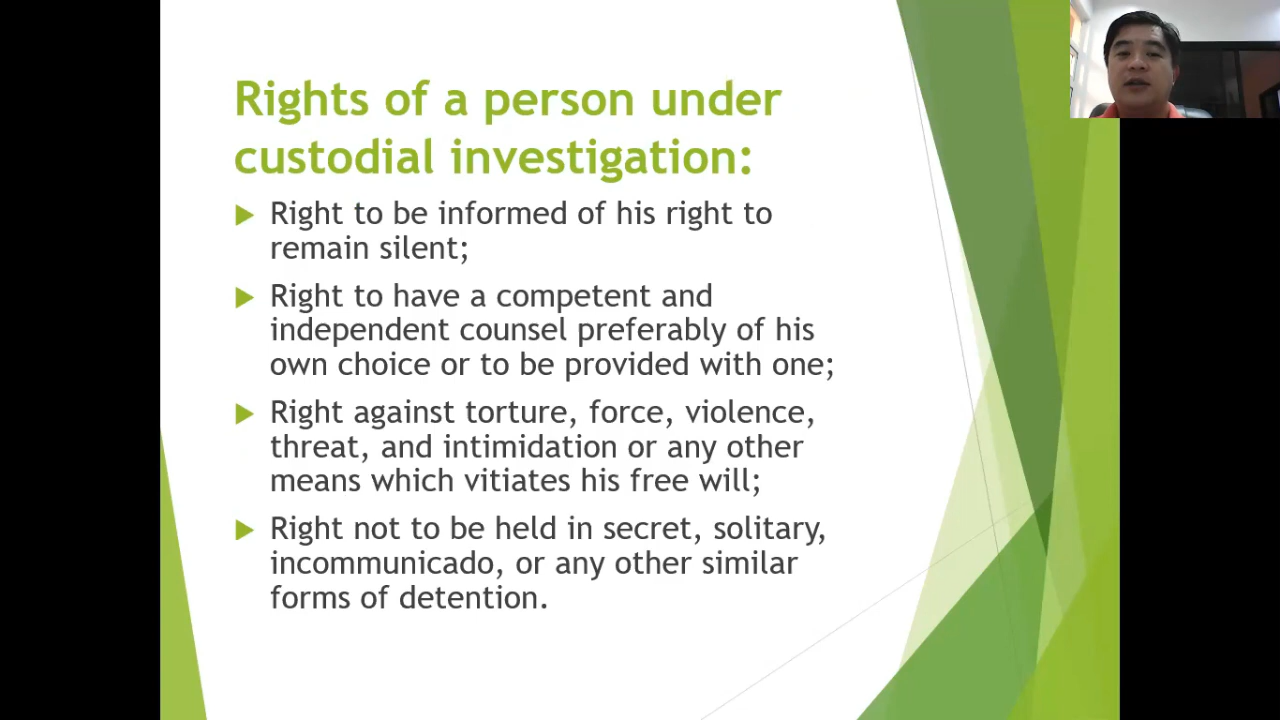 Rights of a person under
custodial investigation:
Right to be informed of his right to
remain silent;
Right to have a competent and
independent counsel preferably of his
own choice or to be provided with one;
Right against torture, force, violence,
threat, and intimidation or any other
means which vitiates his free will;
Right not to be held in secret, solitary,
incommunicado, or any other similar
forms of detention.